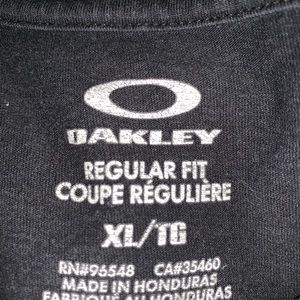 OAKLEY
REGULAR FIT
COUPE RÉGULIÈRE
XL/TG
RN#96548 CA#35460
MADE IN HONDURAS
FABRIQUÉ AU HONDURAS